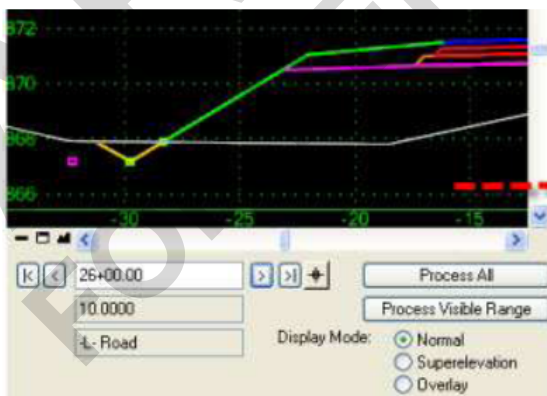 872
870
868
866
-30 -25 -20 -15
26+00.00 Process All
10.0000 Process Visible Range
-L- Road Display Mode: Normal
Superelevation
Overlay